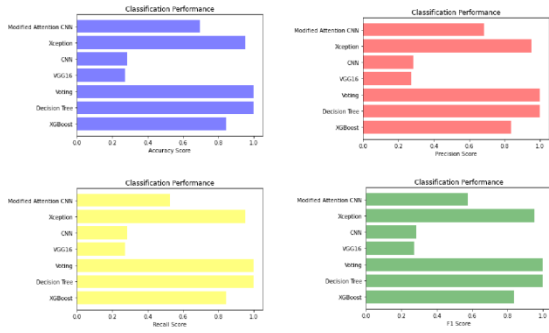 Classification Performance
Modified Attention CNN
Xception
CNN
VGG16
Voting
Decision Tree
XGBoost
0.0 0.2 0.4 0.6 0.8 1.0
Accuracy Score
Classification Performance
Modified Attention CNN
Xception
CNN
VGG16
Voting
Decision Tree
XGBoost
0.0 0.2 0.4 0.6 0.8 1.0
Precision Score
Classification Performance
Modified Attention CNN
Xception
CNN
VGG16
Voting
Decision Tree
XGBoost
0.0 0.2 0.4 0.6 0.8 1.0
Recall Score
Classification Performance
Modified Attention CNN
Xception
CNN
VGG16
Voting
Decision Tree
XGBoost
0.0 0.2 0.4 0.6 0.8 1.0
F1 Score